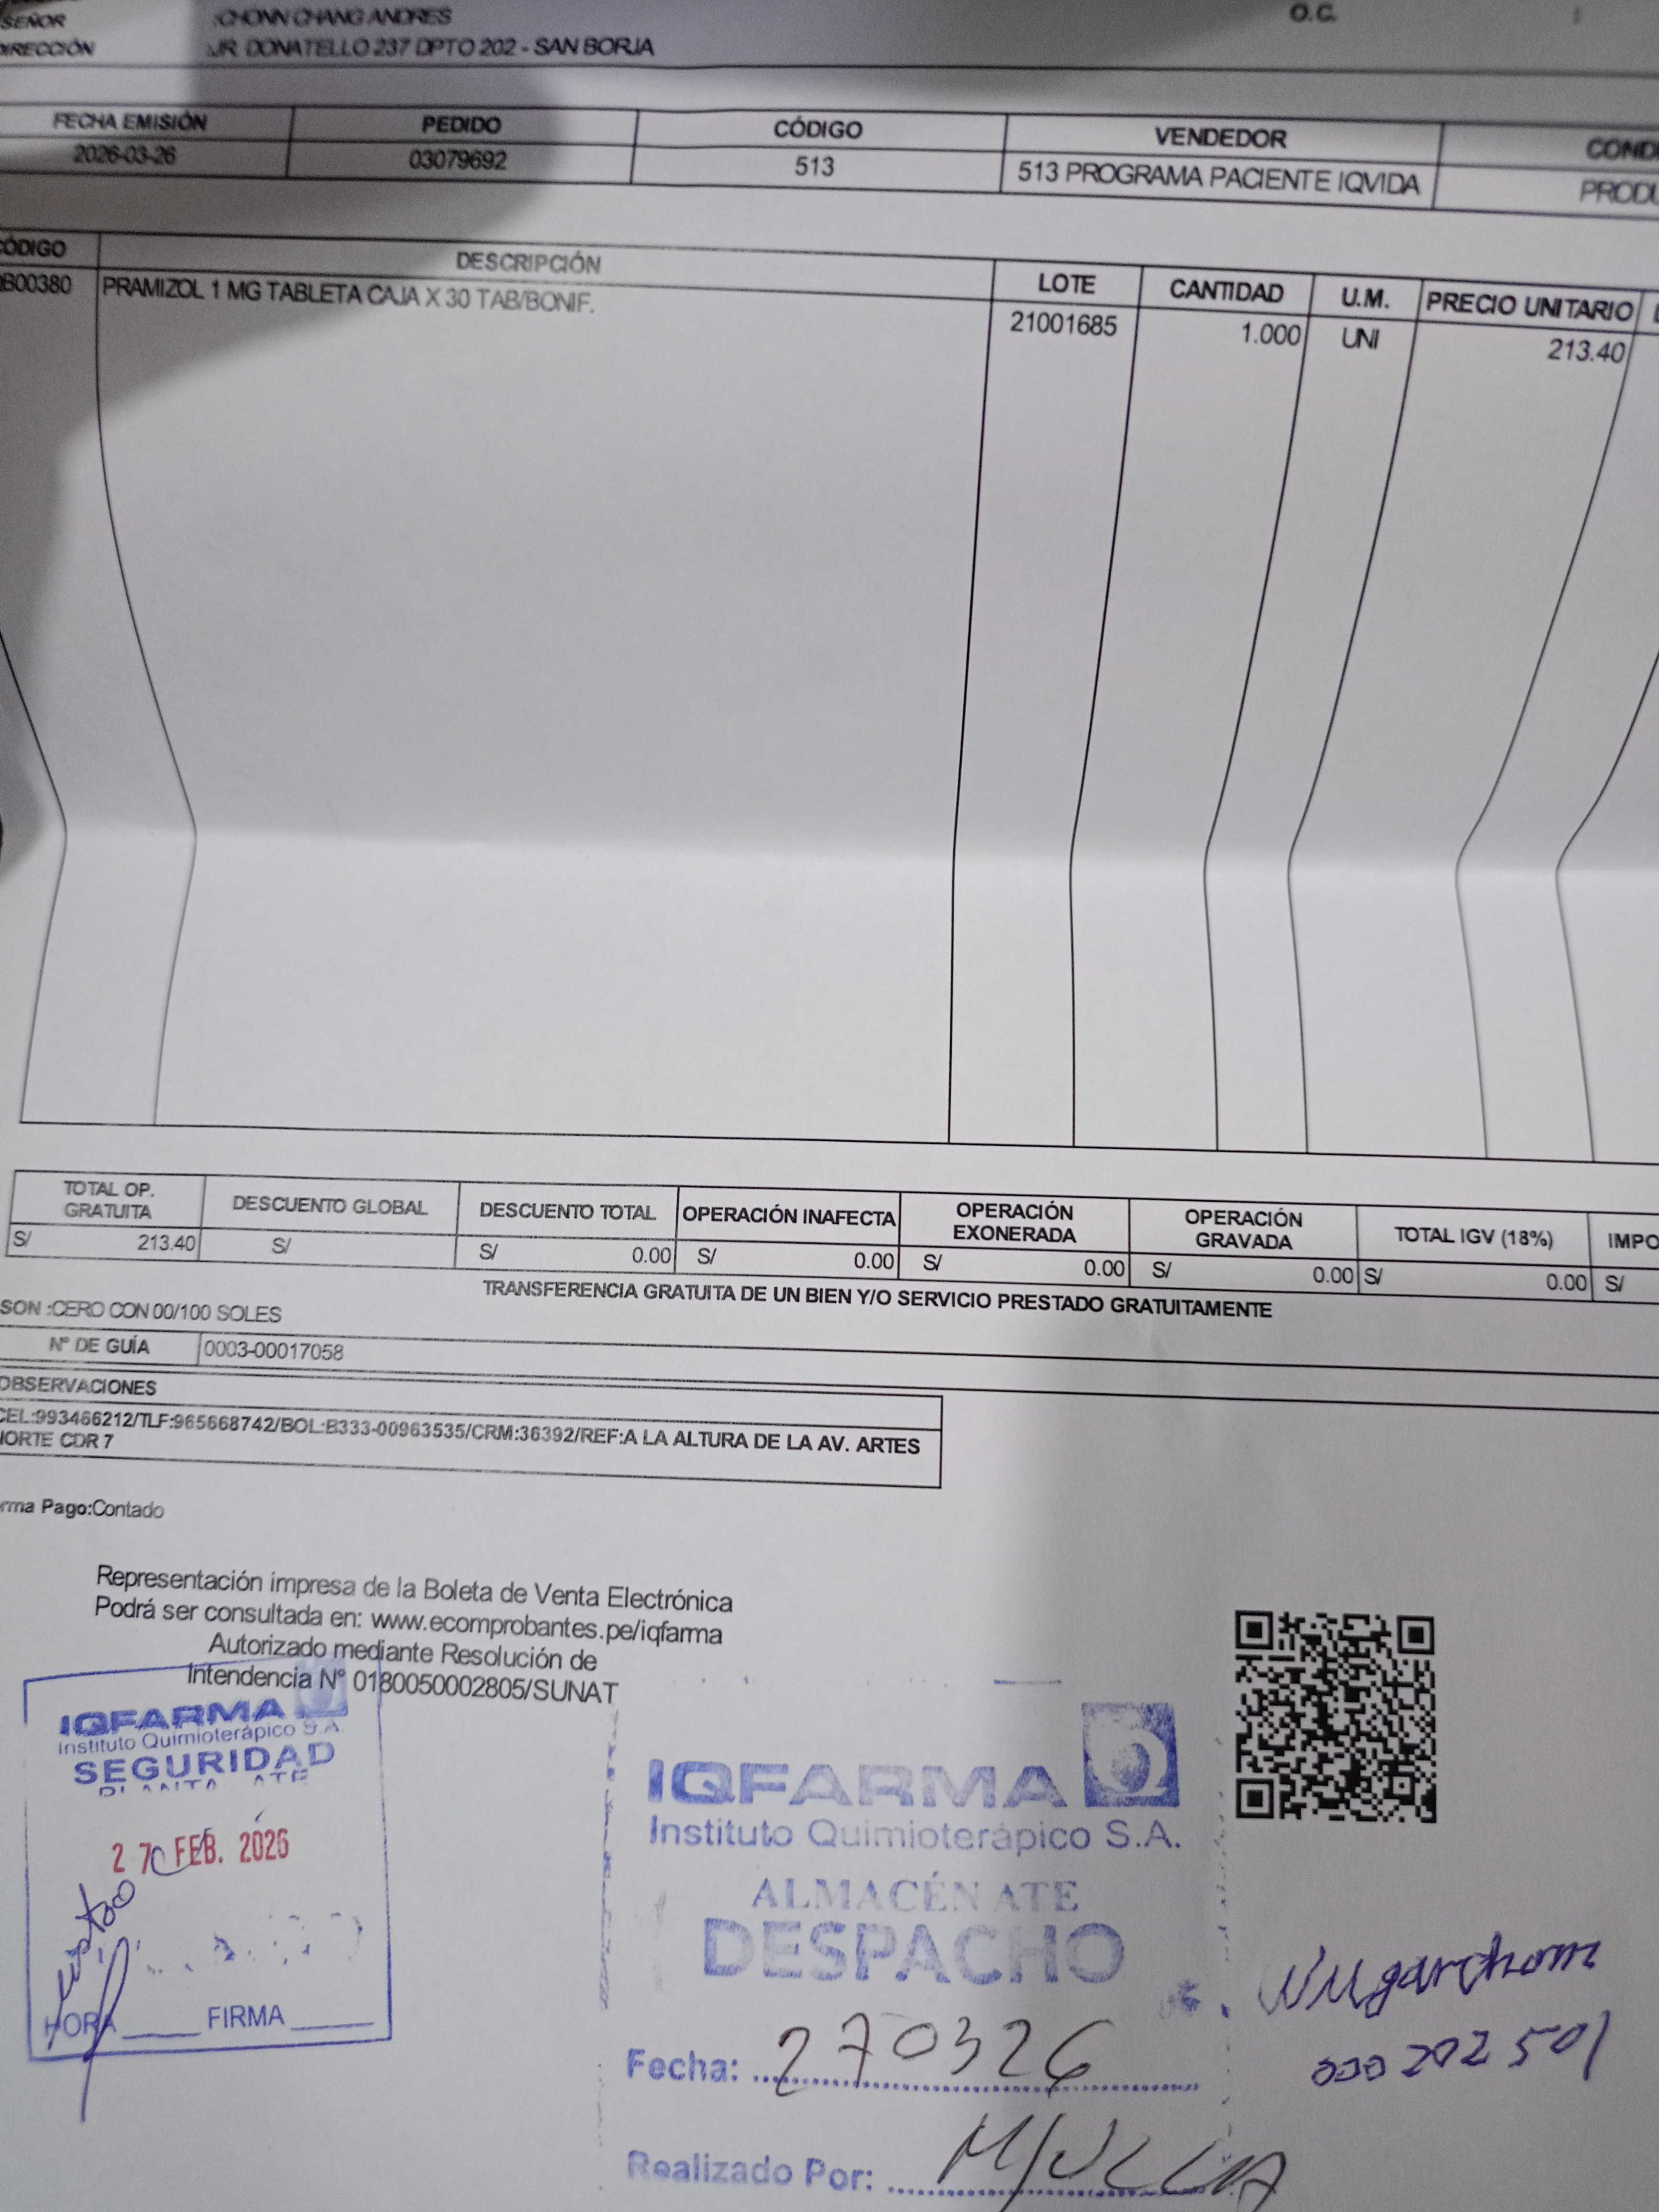 SEÑOR CHONN CHANG ANDRES O.C.
DIRECCIÓN JR. DONATELLO 237 DPTO 202 - SAN BORJA
FECHA EMISIÓN PEDIDO CÓDIGO VENDEDOR
2026-03-26 03079692 513 513 PROGRAMA PACIENTE IQVIDA
CÓDIGO DESCRIPCIÓN LOTE CANTIDAD U.M. PRECIO UNITARIO
B00380 PRAMIZOL 1 MG TABLETA CAJA X 30 TAB/BONIF. 21001685 1.000 UNI 213.40
TOTAL OP. GRATUITA DESCUENTO GLOBAL DESCUENTO TOTAL OPERACIÓN INAFECTA OPERACIÓN EXONERADA OPERACIÓN GRAVADA TOTAL IGV (18%) IMPO
S/ 213.40 S/ S/ 0.00 S/ 0.00 S/ 0.00 S/ 0.00 S/ 0.00 S/
TRANSFERENCIA GRATUITA DE UN BIEN Y/O SERVICIO PRESTADO GRATUITAMENTE
SON :CERO CON 00/100 SOLES
N° DE GUÍA 0003-00017058
OBSERVACIONES
CEL:993466212/TLF:965668742/BOL:B333-00963535/CRM:36392/REF:A LA ALTURA DE LA AV. ARTES
NORTE CDR 7
rma Pago:Contado
Representación impresa de la Boleta de Venta Electrónica
Podrá ser consultada en: www.ecomprobantes.pe/iqfarma
Autorizado mediante Resolución de
Intendencia N° 0180050002805/SUNAT
IQFARMA
Instituto Quimioterápico S.A.
SEGURIDAD
PLANTA ATE
27 FEB. 2026
HORA FIRMA
IQFARMA
Instituto Quimioterápico S.A.
ALMACÉN ATE
DESPACHO
Fecha: 270326
Realizado Por: